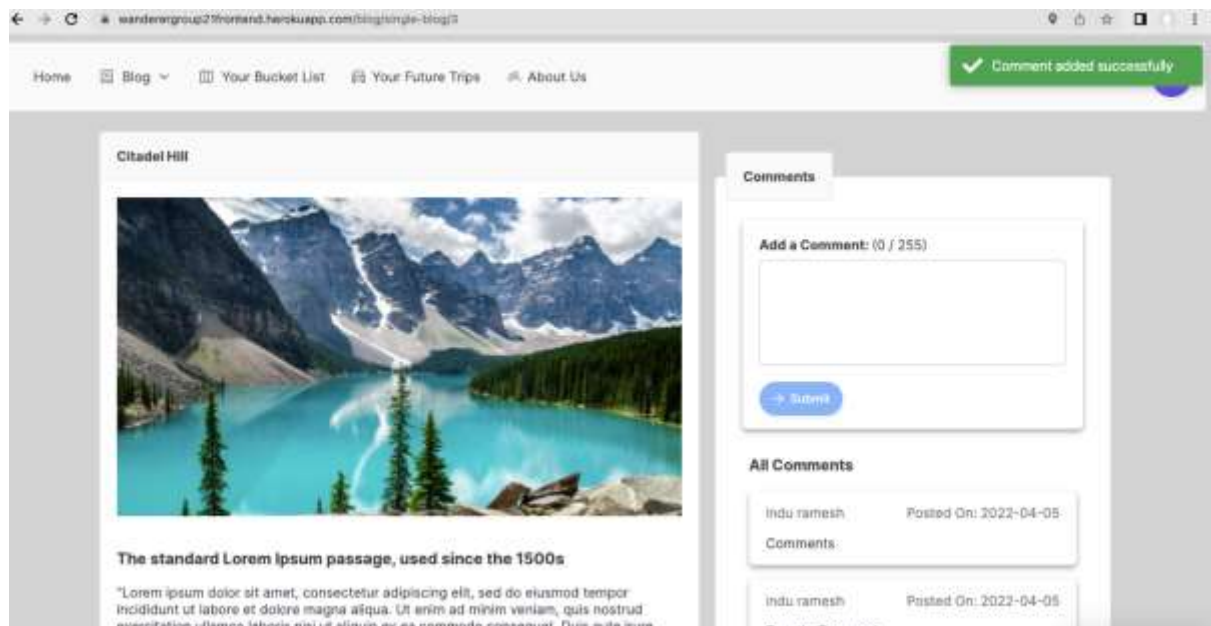 wanderergroup21frontend.herokuapp.com/blog/single-blog/3
Comment added successfully
Home Blog Your Bucket List Your Future Trips About Us
Citadel Hill
Comments
Add a Comment: (0 / 255)
Submit
All Comments
Indu ramesh Posted On: 2022-04-05
Comments
Indu ramesh Posted On: 2022-04-05
The standard Lorem Ipsum passage, used since the 1500s
"Lorem ipsum dolor sit amet, consectetur adipiscing elit, sed do eiusmod tempor
incididunt ut labore et dolore magna aliqua. Ut enim ad minim veniam, quis nostrud